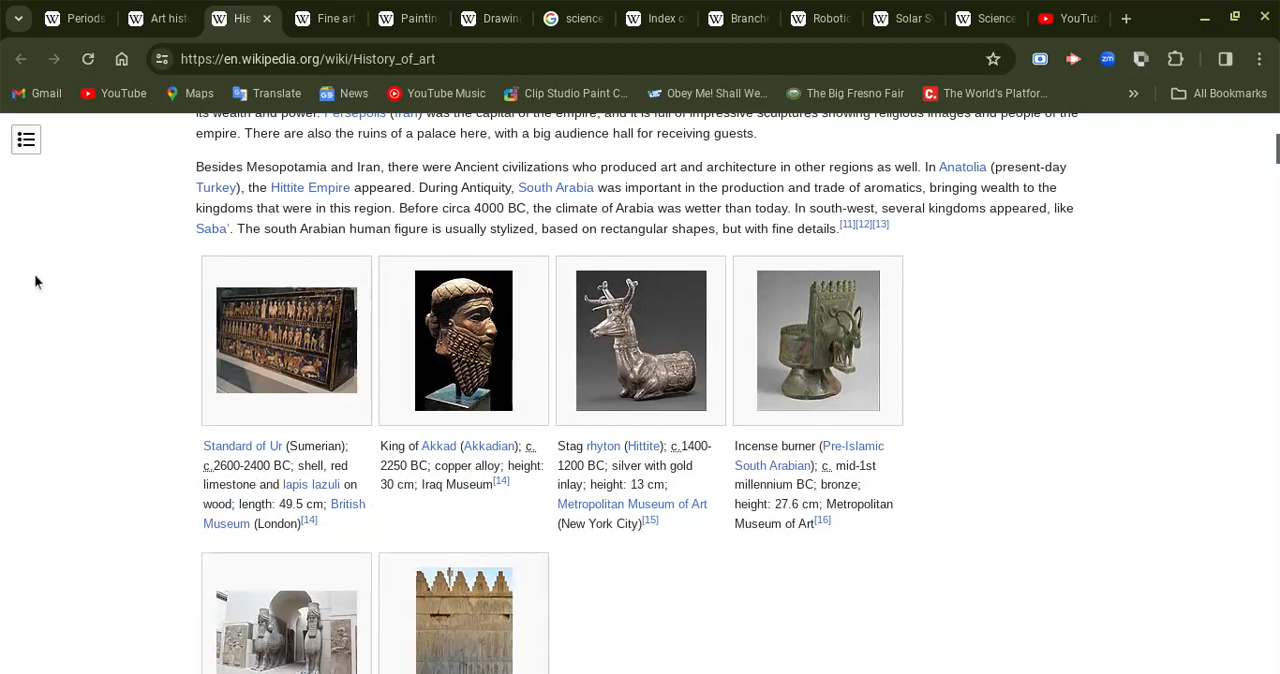 Periods
Art hist
His
Fine art
Painting
Drawing
science
Index o
Branch
Robotic
Solar S
Science
YouTub
https://en.wikipedia.org/wiki/History_of_art
zm
Gmail
YouTube
Maps
Translate
News
YouTube Music
Clip Studio Paint C...
Obey Me! Shall We...
The Big Fresno Fair
The World's Platfor...
All Bookmarks
its wealth and power. Persepolis (Iran) was the capital of the empire, and it is full of impressive sculptures showing religious images and people of the
empire. There are also the ruins of a palace here, with a big audience hall for receiving guests.
Besides Mesopotamia and Iran, there were Ancient civilizations who produced art and architecture in other regions as well. In Anatolia (present-day
Turkey), the Hittite Empire appeared. During Antiquity, South Arabia was important in the production and trade of aromatics, bringing wealth to the
kingdoms that were in this region. Before circa 4000 BC, the climate of Arabia was wetter than today. In south-west, several kingdoms appeared, like
Saba'. The south Arabian human figure is usually stylized, based on rectangular shapes, but with fine details.[11][12][13]
Standard of Ur (Sumerian);
c.2600-2400 BC; shell, red
limestone and lapis lazuli on
wood; length: 49.5 cm; British
Museum (London)[14]
King of Akkad (Akkadian); c.
2250 BC; copper alloy; height:
30 cm; Iraq Museum[14]
Stag rhyton (Hittite); c.1400-
1200 BC; silver with gold
inlay; height: 13 cm;
Metropolitan Museum of Art
(New York City)[15]
Incense burner (Pre-Islamic
South Arabian); c. mid-1st
millennium BC; bronze;
height: 27.6 cm; Metropolitan
Museum of Art[16]